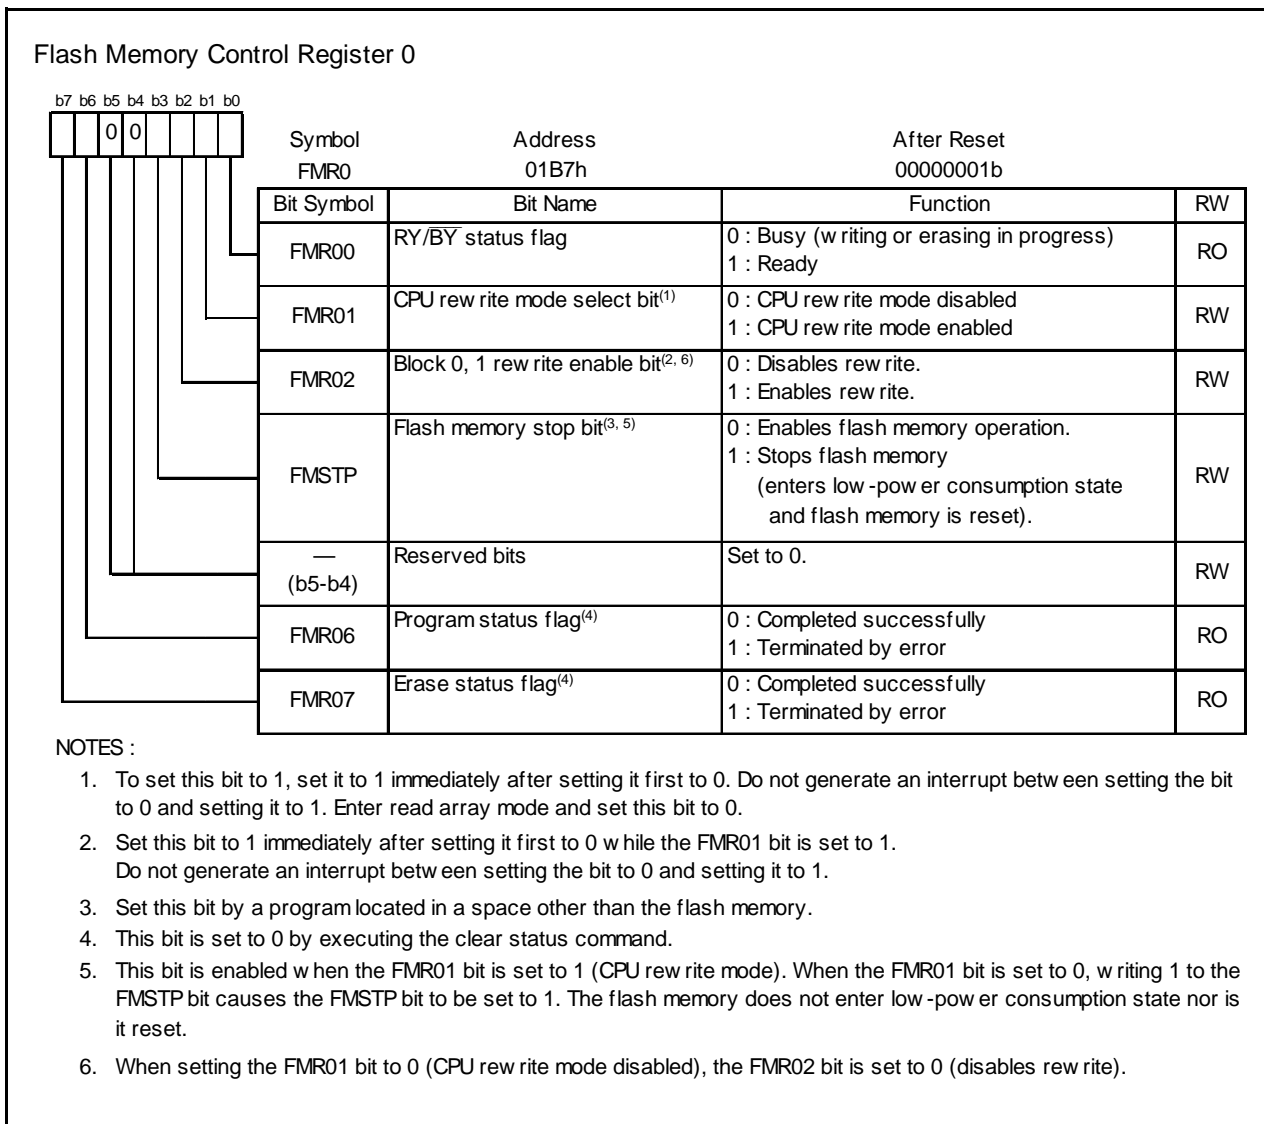 Flash Memory Control Register 0
b7 b6 b5 b4 b3 b2 b1 b0
0 0
Symbol Address After Reset
FMR0 01B7h 00000001b
Bit Symbol Bit Name Function RW
FMR00 RY/BY status flag 0 : Busy (writing or erasing in progress) RO
1 : Ready
FMR01 CPU rewrite mode select bit(1) 0 : CPU rewrite mode disabled RW
1 : CPU rewrite mode enabled
FMR02 Block 0, 1 rewrite enable bit(2, 6) 0 : Disables rewrite. RW
1 : Enables rewrite.
FMSTP Flash memory stop bit(3, 5) 0 : Enables flash memory operation. RW
1 : Stops flash memory
(enters low-power consumption state
and flash memory is reset).
— Reserved bits Set to 0. RW
(b5-b4)
FMR06 Program status flag(4) 0 : Completed successfully RO
1 : Terminated by error
FMR07 Erase status flag(4) 0 : Completed successfully RO
1 : Terminated by error
NOTES :
1. To set this bit to 1, set it to 1 immediately after setting it first to 0. Do not generate an interrupt between setting the bit
to 0 and setting it to 1. Enter read array mode and set this bit to 0.
2. Set this bit to 1 immediately after setting it first to 0 while the FMR01 bit is set to 1.
Do not generate an interrupt between setting the bit to 0 and setting it to 1.
3. Set this bit by a program located in a space other than the flash memory.
4. This bit is set to 0 by executing the clear status command.
5. This bit is enabled when the FMR01 bit is set to 1 (CPU rewrite mode). When the FMR01 bit is set to 0, writing 1 to the
FMSTP bit causes the FMSTP bit to be set to 1. The flash memory does not enter low-power consumption state nor is
it reset.
6. When setting the FMR01 bit to 0 (CPU rewrite mode disabled), the FMR02 bit is set to 0 (disables rewrite).